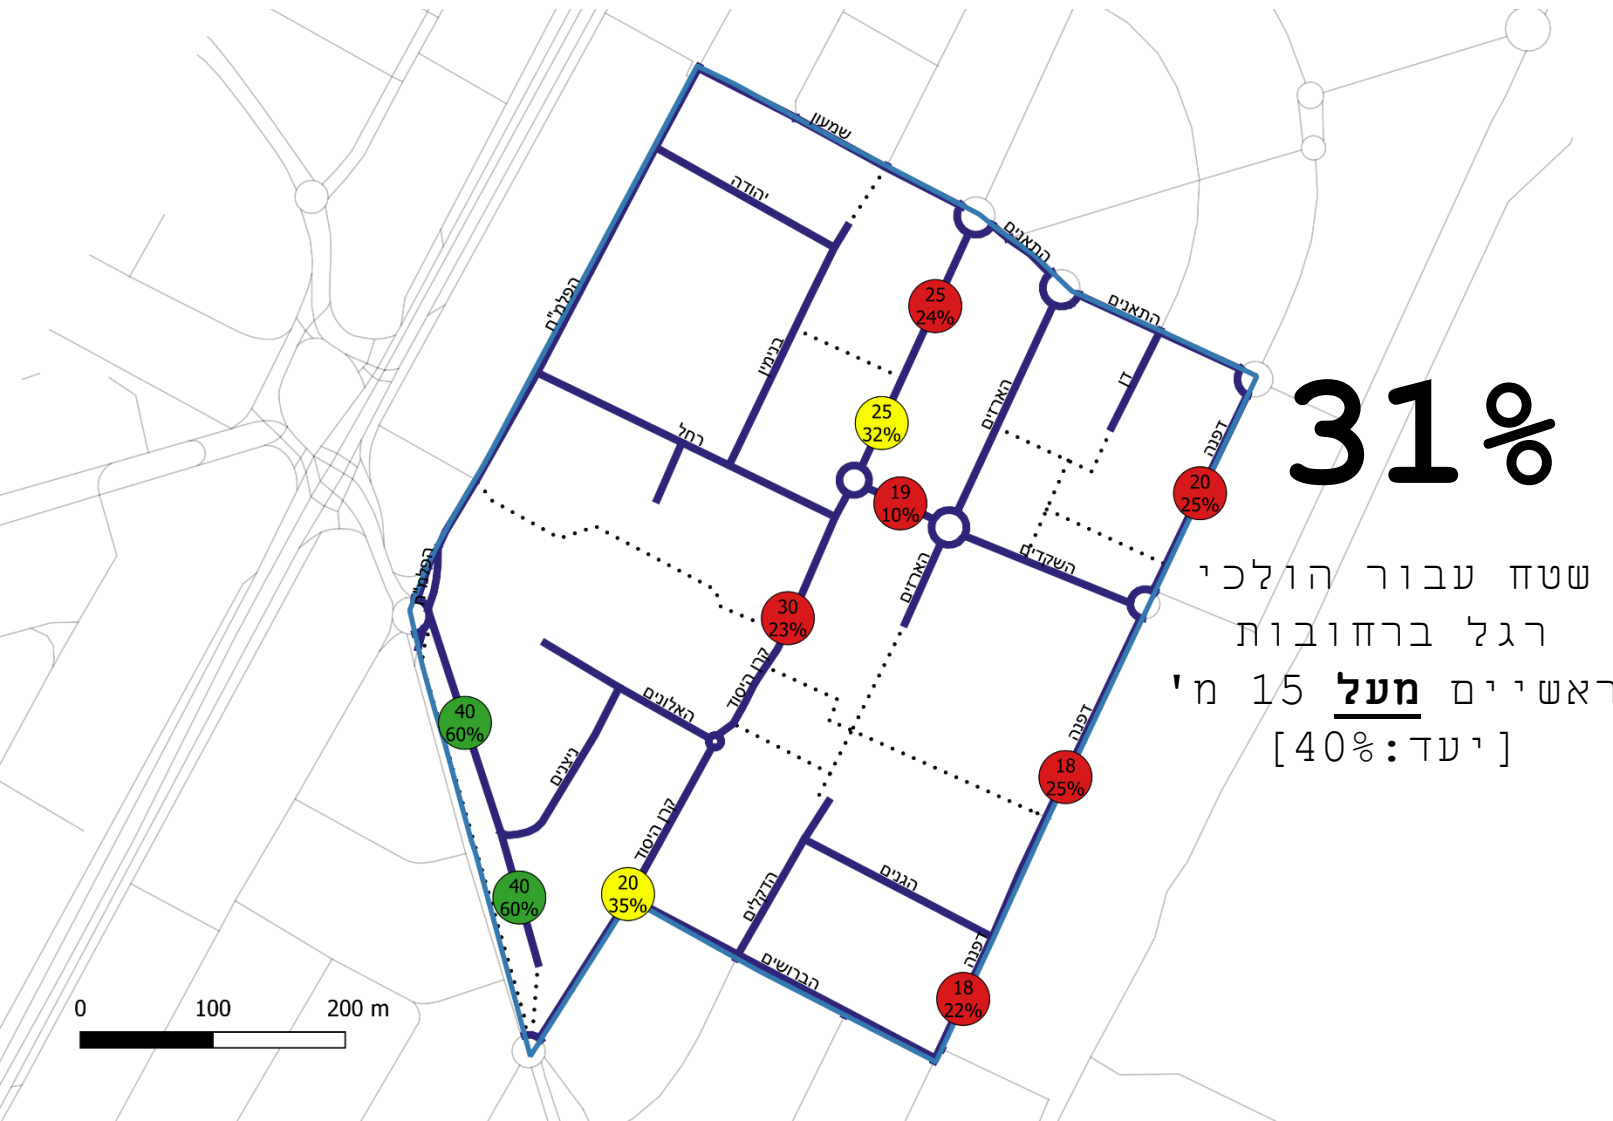 שמעון
יהודה
התאנים
התאנים
הפלמ"ח
בנימין
דן
הארזים
רחל
דפנה
25
24%
25
32%
19
10%
20
25%
31%
שטח עבור הולכי
רגל ברחובות
ראשיים מעל 15 מ'
[יעד:40%]
השקדים
הארזים
הפלמ"ח
30
23%
קרן היסוד
האלונים
ניצנים
40
60%
דפנה
18
25%
קרן היסוד
40
60%
20
35%
הדקלים
הגנים
דפנה
הברושים
18
22%
0 100 200 m